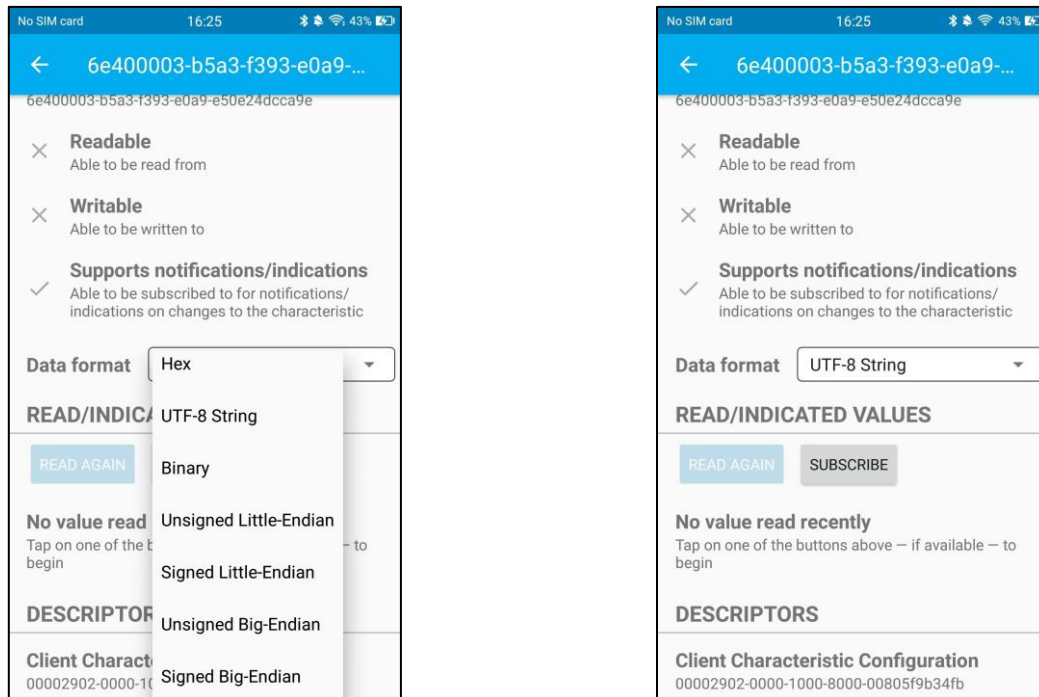 No SIM card 16:25 43%
6e400003-b5a3-f393-e0a9-...
6e400003-b5a3-f393-e0a9-e50e24dcca9e
Readable
Able to be read from
Writable
Able to be written to
Supports notifications/indications
Able to be subscribed to for notifications/
indications on changes to the characteristic
Data format Hex
READ/INDICA UTF-8 String
READ AGAIN Binary
No value read Unsigned Little-Endian
Tap on one of the b – to
begin Signed Little-Endian
DESCRIPTOR Unsigned Big-Endian
Client Charact
00002902-0000-10 Signed Big-Endian
No SIM card 16:25 43%
6e400003-b5a3-f393-e0a9-...
6e400003-b5a3-f393-e0a9-e50e24dcca9e
Readable
Able to be read from
Writable
Able to be written to
Supports notifications/indications
Able to be subscribed to for notifications/
indications on changes to the characteristic
Data format UTF-8 String
READ/INDICATED VALUES
READ AGAIN SUBSCRIBE
No value read recently
Tap on one of the buttons above — if available — to
begin
DESCRIPTORS
Client Characteristic Configuration
00002902-0000-1000-8000-00805f9b34fb